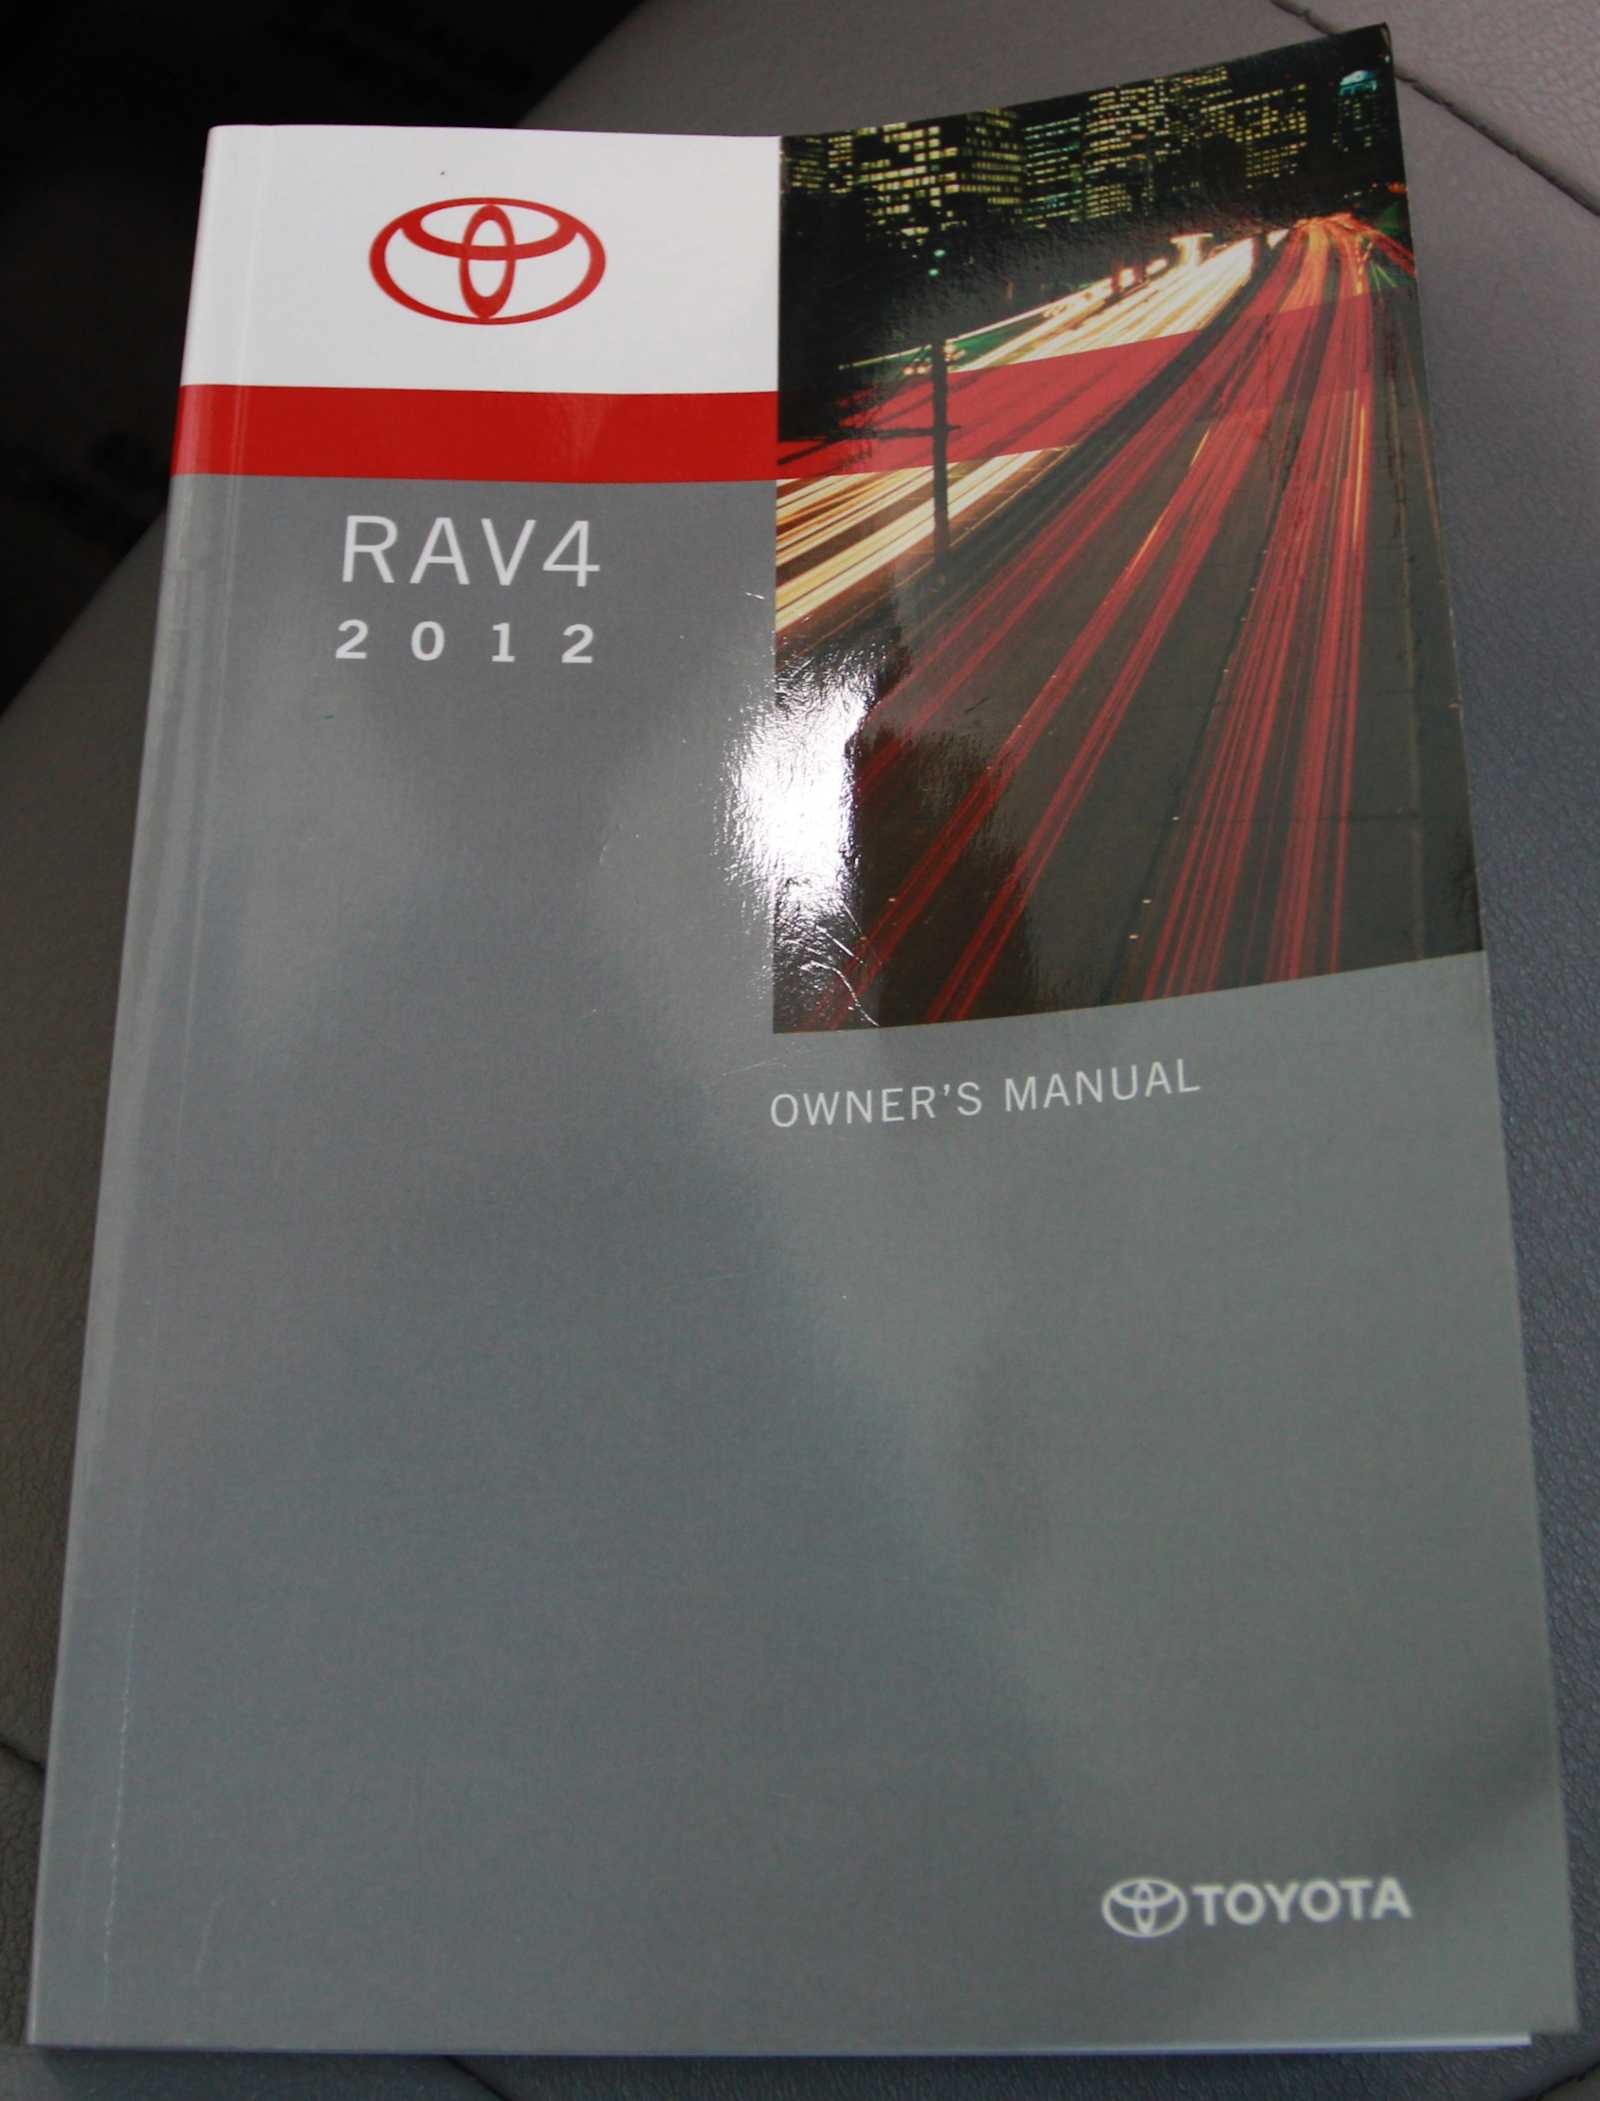 RAV4
2012
OWNER'S MANUAL
TOYOTA